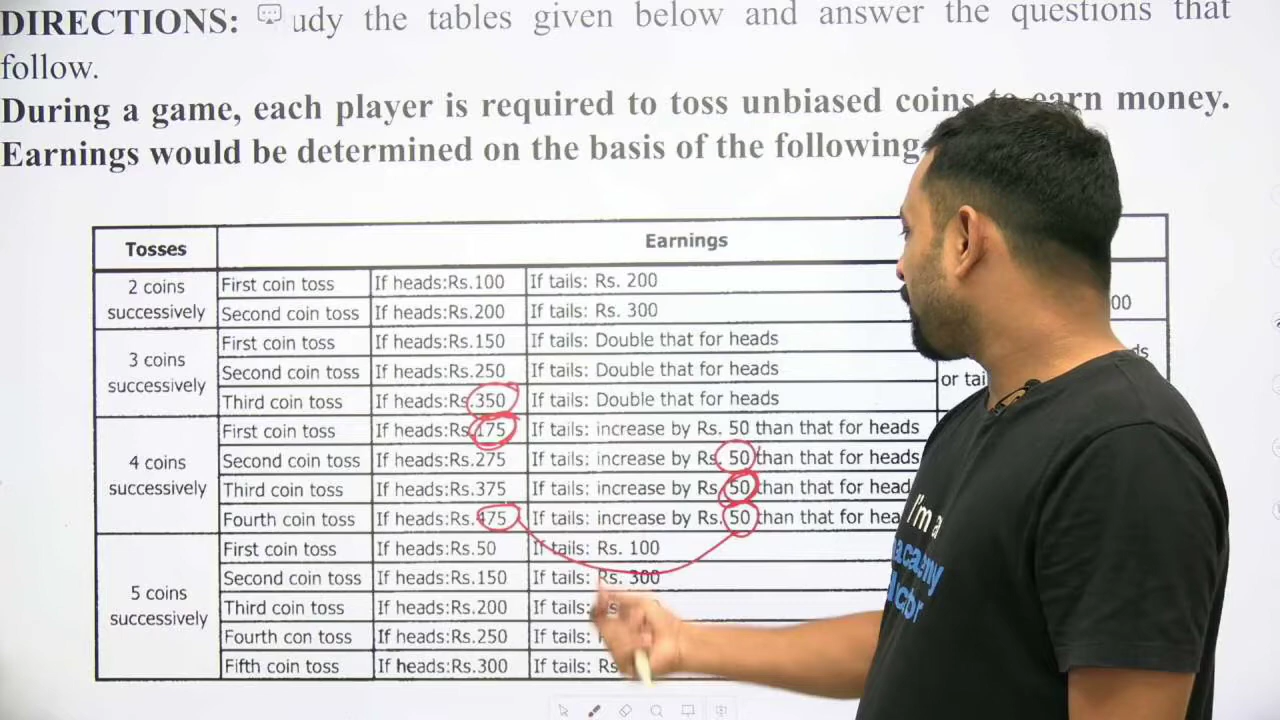 DIRECTIONS: udy the tables given below and answer the questions that
follow.
During a game, each player is required to toss unbiased coins to earn money.
Earnings would be determined on the basis of the following
Tosses Earnings
2 coins successively
First coin toss If heads:Rs.100 If tails: Rs. 200
Second coin toss If heads:Rs.200 If tails: Rs. 300
00
3 coins successively
First coin toss If heads:Rs.150 If tails: Double that for heads
Second coin toss If heads:Rs.250 If tails: Double that for heads
Third coin toss If heads:Rs.350 If tails: Double that for heads
ds
or tai
4 coins successively
First coin toss If heads:Rs.175 If tails: increase by Rs. 50 than that for heads
Second coin toss If heads:Rs.275 If tails: increase by Rs. 50 than that for heads
Third coin toss If heads:Rs.375 If tails: increase by Rs. 50 than that for head
Fourth coin toss If heads:Rs.475 If tails: increase by Rs. 50 than that for hea
5 coins successively
First coin toss If heads:Rs.50 If tails: Rs. 100
Second coin toss If heads:Rs.150 If tails: Rs. 300
Third coin toss If heads:Rs.200 If tails:
Fourth con toss If heads:Rs.250 If tails:
Fifth coin toss If heads:Rs.300 If tails: Rs
I'm a